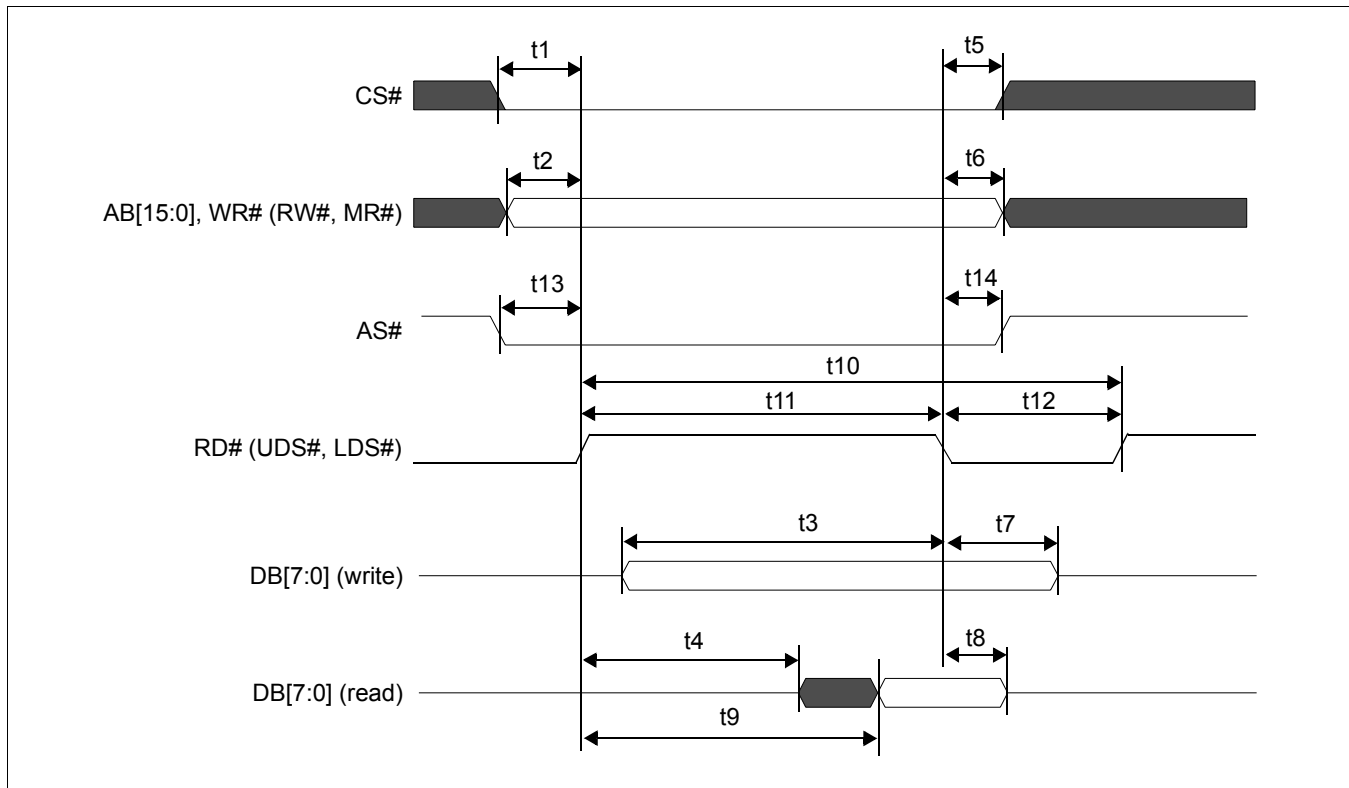 t1
t5
CS#
t2
t6
AB[15:0], WR# (RW#, MR#)
t13
t14
AS#
t10
t11
t12
RD# (UDS#, LDS#)
t3
t7
DB[7:0] (write)
t4
t8
DB[7:0] (read)
t9